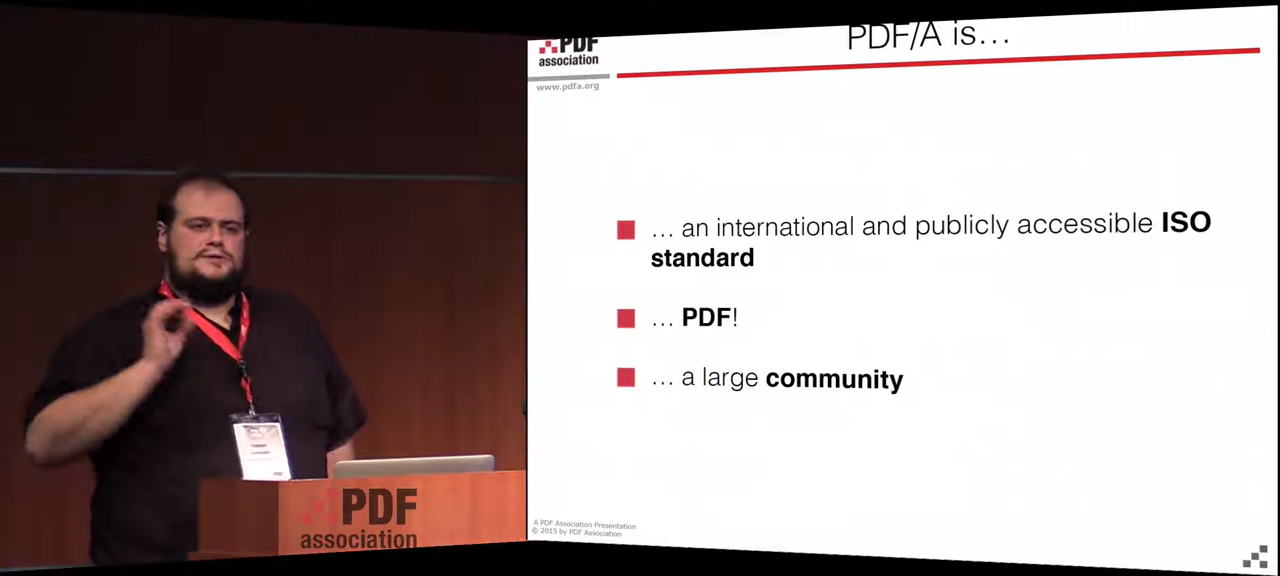 PDF
association
www.pdfa.org
PDF/A is…
… an international and publicly accessible ISO
standard
… PDF!
… a large community
A PDF Association Presentation
© 2015 by PDF Association
PDF
association